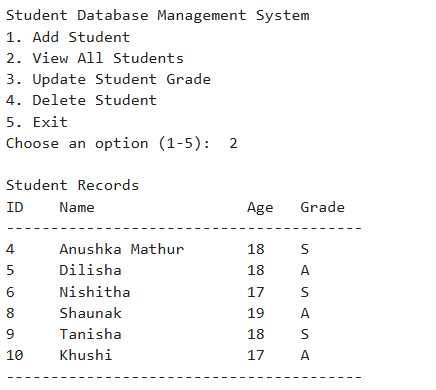 Student Database Management System
1. Add Student
2. View All Students
3. Update Student Grade
4. Delete Student
5. Exit
Choose an option (1-5):  2
Student Records
ID    Name                 Age   Grade
----------------------------------------
4     Anushka Mathur       18    S
5     Dilisha              18    A
6     Nishitha             17    S
8     Shaunak              19    A
9     Tanisha              18    S
10    Khushi               17    A
----------------------------------------